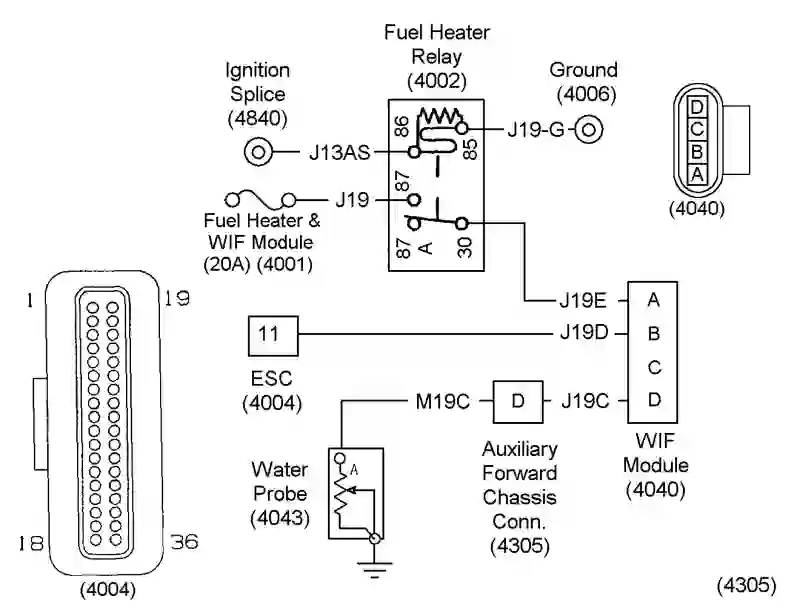 Fuel Heater
Relay
(4002)
Ignition
Splice
(4840)
Ground
(4006)
86
85
J13AS
J19-G
87
J19
Fuel Heater &
WIF Module
(20A) (4001)
87
A
30
D
C
B
A
(4040)
1
19
18
36
(4004)
J19E
A
11
J19D
B
C
ESC
(4004)
M19C
D
J19C
D
WIF
Module
(4040)
Auxiliary
Forward
Chassis
Conn.
(4305)
Water
Probe
(4043)
A
(4305)